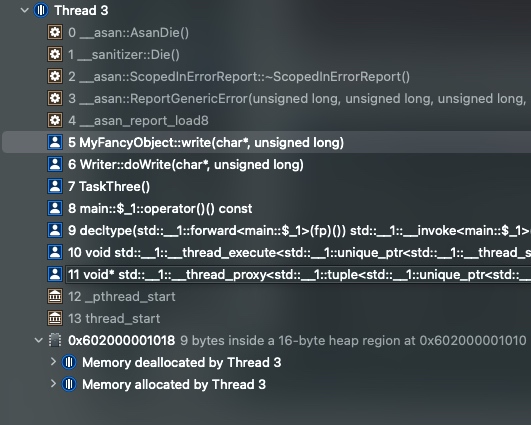 Thread 3
0 __asan::AsanDie()
1 __sanitizer::Die()
2 __asan::ScopedInErrorReport::~ScopedInErrorReport()
3 __asan::ReportGenericError(unsigned long, unsigned long, unsigned long,
4 __asan_report_load8
5 MyFancyObject::write(char*, unsigned long)
6 Writer::doWrite(char*, unsigned long)
7 TaskThree()
8 main::$_1::operator()() const
9 decltype(std::__1::forward<main::$_1>(fp)()) std::__1::__invoke<main::$_1>(
10 void std::__1::__thread_execute<std::__1::unique_ptr<std::__1::__thread_s
11 void* std::__1::__thread_proxy<std::__1::tuple<std::__1::unique_ptr<std::__
12 _pthread_start
13 thread_start
0x602000001018 9 bytes inside a 16-byte heap region at 0x602000001010
Memory deallocated by Thread 3
Memory allocated by Thread 3